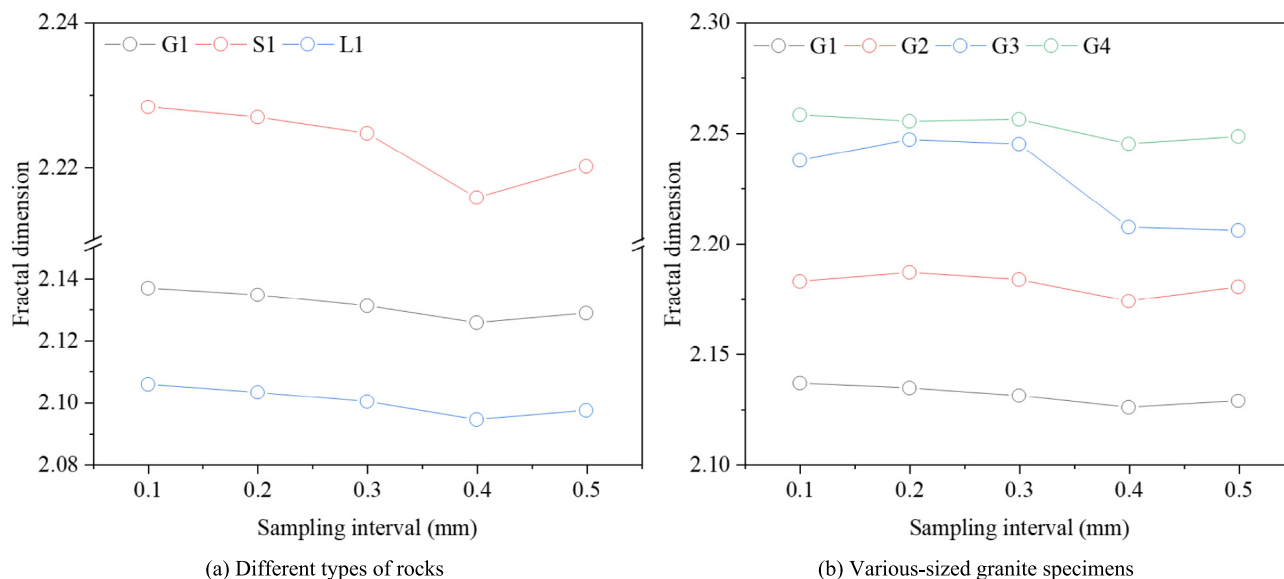 G1 S1 L1
2.24
2.22
2.14
2.12
2.10
2.08
Fractal dimension
0.1 0.2 0.3 0.4 0.5
Sampling interval (mm)
(a) Different types of rocks
G1 G2 G3 G4
2.30
2.25
2.20
2.15
2.10
Fractal dimension
0.1 0.2 0.3 0.4 0.5
Sampling interval (mm)
(b) Various-sized granite specimens